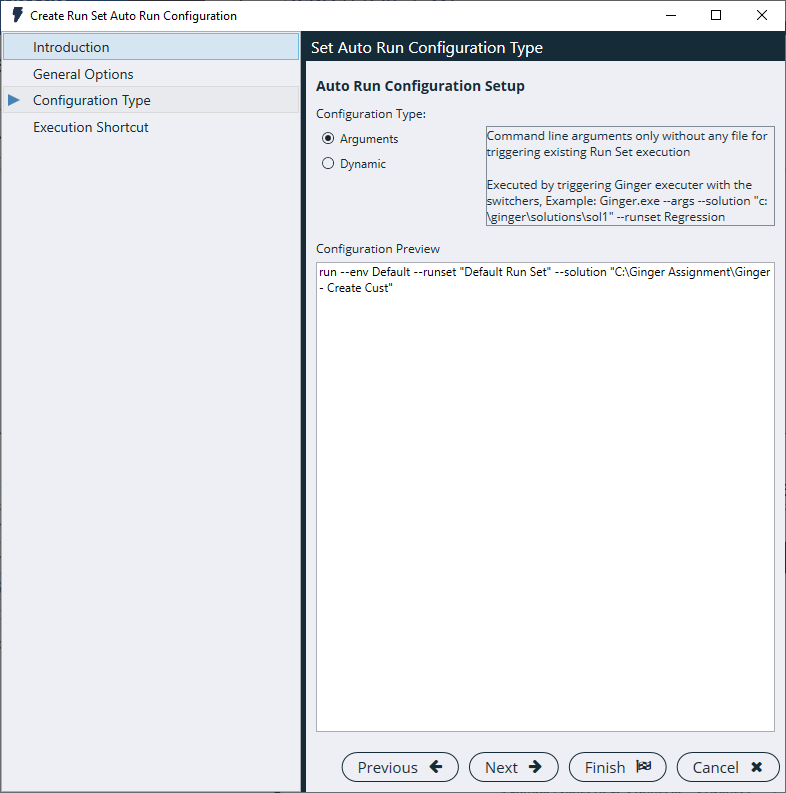 Create Run Set Auto Run Configuration
Introduction
General Options
Configuration Type
Execution Shortcut
Set Auto Run Configuration Type
Auto Run Configuration Setup
Configuration Type:
Arguments
Dynamic
Command line arguments only without any file for
triggering existing Run Set execution
Executed by triggering Ginger executer with the
switchers, Example: Ginger.exe --args --solution "c:
\ginger\solutions\sol1" --runset Regression
Configuration Preview
run --env Default --runset "Default Run Set" --solution "C:\Ginger Assignment\Ginger
- Create Cust"
Previous
Next
Finish
Cancel